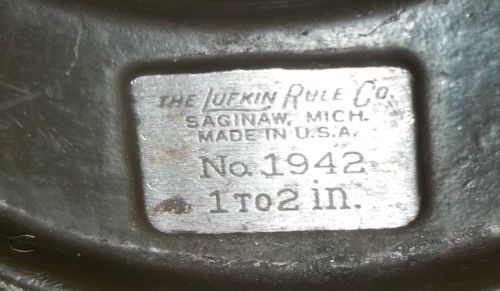 THE LUFKIN RULE CO.
SAGINAW, MICH.
MADE IN U.S.A.
No. 1942
1 TO 2 in.